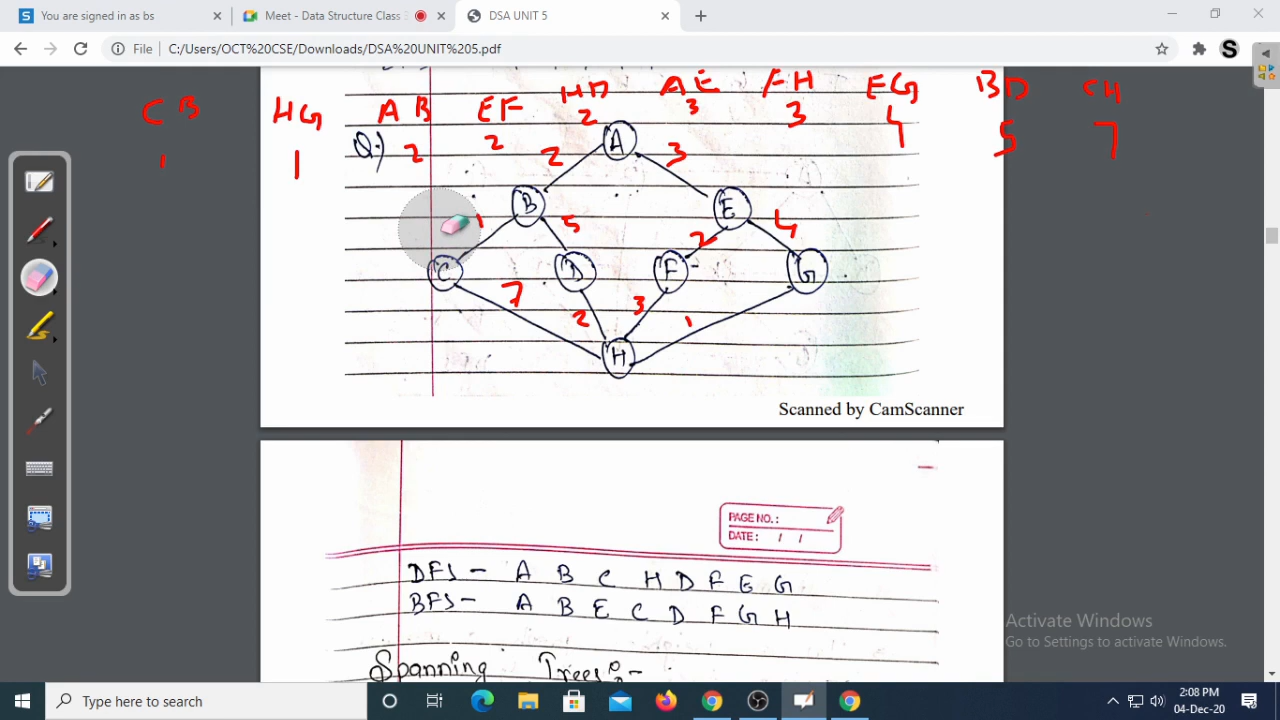 You are signed in as bs
Meet - Data Structure Class
DSA UNIT 5
File
C:/Users/OCT%20CSE/Downloads/DSA%20UNIT%205.pdf
S
C B HG A B EF HD A E FH EG B D CH
1 1 2 2 2 3 3 4 5 7
Q:)
A
2 3
B E
1 5 2 4
C D F G
7 2 3 1
H
Scanned by CamScanner
PAGE NO.:
DATE: / /
DFS - A B C H D F E G
BFS - A B E C D F G H
Spanning Trees:-
Activate Windows
Go to Settings to activate Windows.
Type here to search
2:08 PM
04-Dec-20